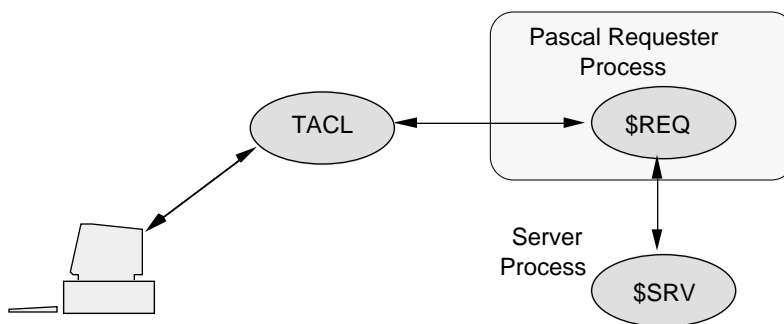 Pascal Requester
Process
TACL
$REQ
Server
Process
$SRV